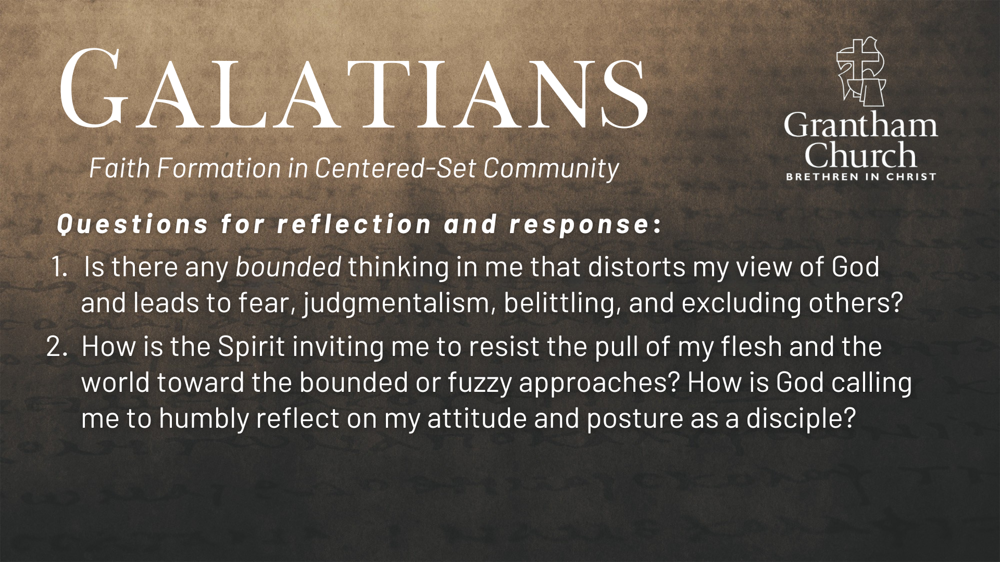 GALATIANS
Grantham
Church
BRETHREN IN CHRIST
Faith Formation in Centered-Set Community
Questions for reflection and response:
1. Is there any bounded thinking in me that distorts my view of God
and leads to fear, judgmentalism, belittling, and excluding others?
2. How is the Spirit inviting me to resist the pull of my flesh and the
world toward the bounded or fuzzy approaches? How is God calling
me to humbly reflect on my attitude and posture as a disciple?